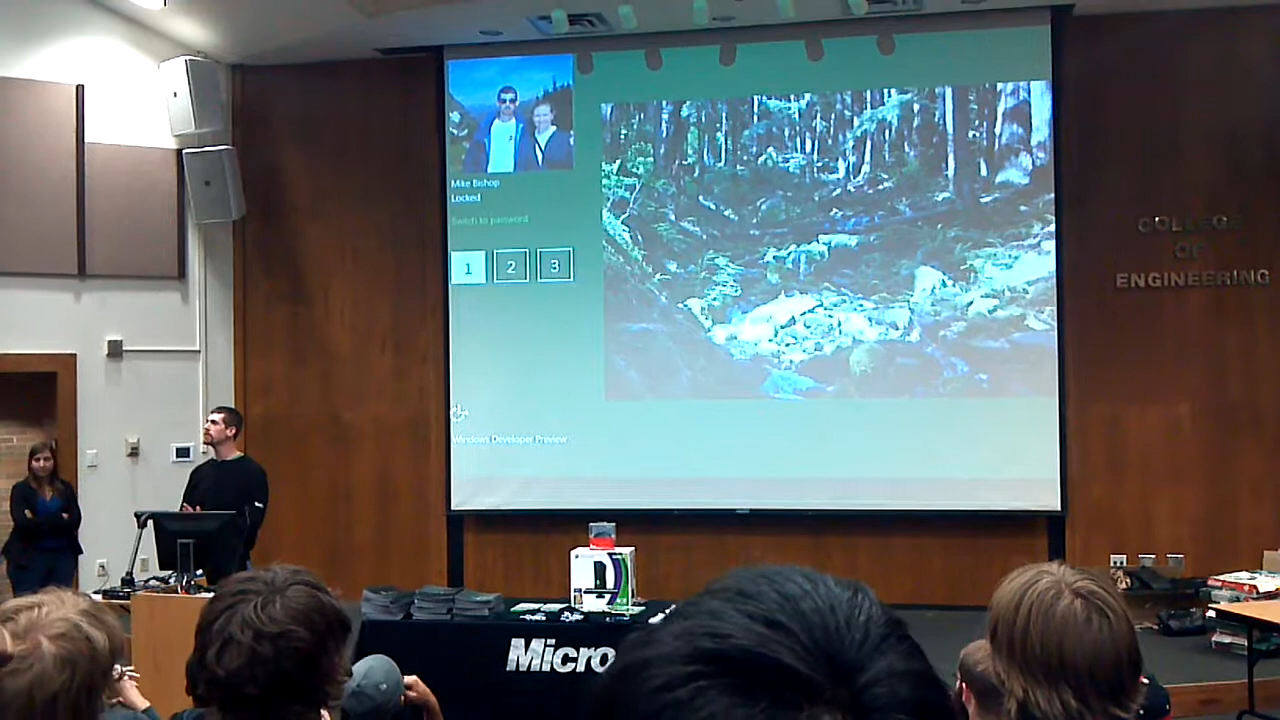 Mike Bishop
Locked
Switch to password
1 2 3
Windows Developer Preview
COLLEGE
OF
ENGINEERING
Micro